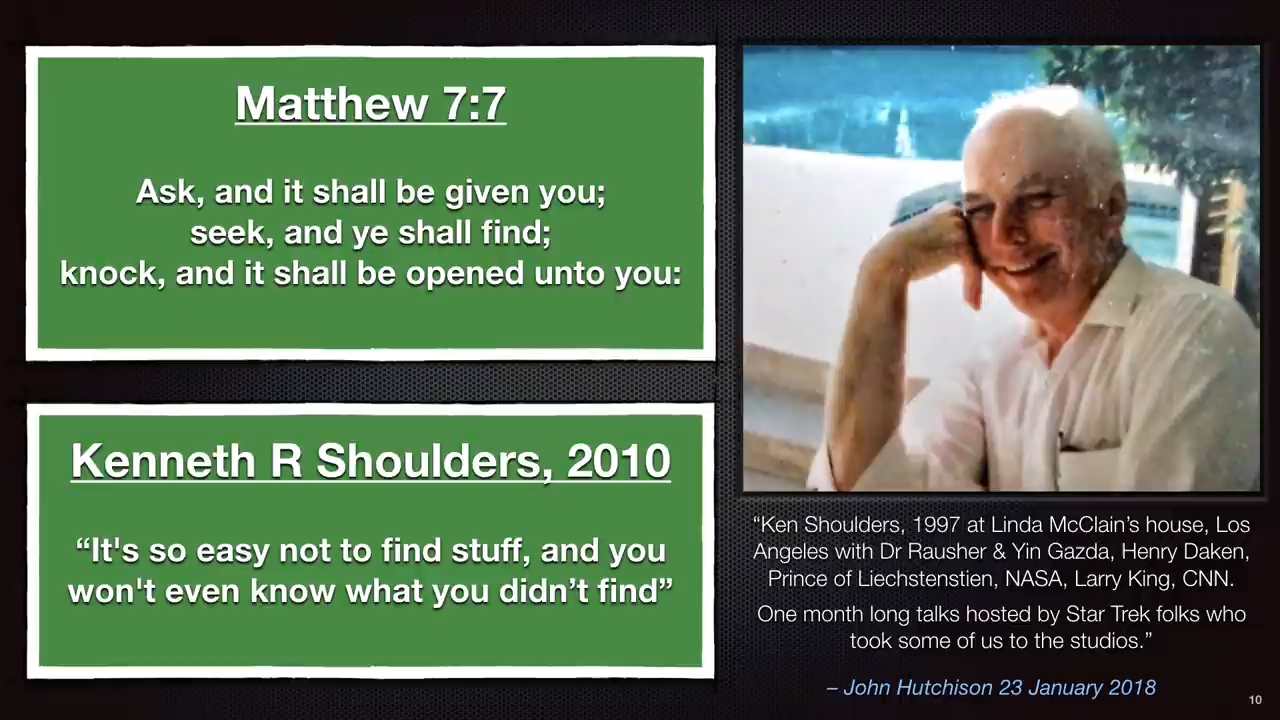 Matthew 7:7
Ask, and it shall be given you;
seek, and ye shall find;
knock, and it shall be opened unto you:
Kenneth R Shoulders, 2010
“It's so easy not to find stuff, and you
won't even know what you didn’t find”
“Ken Shoulders, 1997 at Linda McClain’s house, Los
Angeles with Dr Rausher & Yin Gazda, Henry Daken,
Prince of Liechstenstien, NASA, Larry King, CNN.
One month long talks hosted by Star Trek folks who
took some of us to the studios.”
– John Hutchison 23 January 2018
10